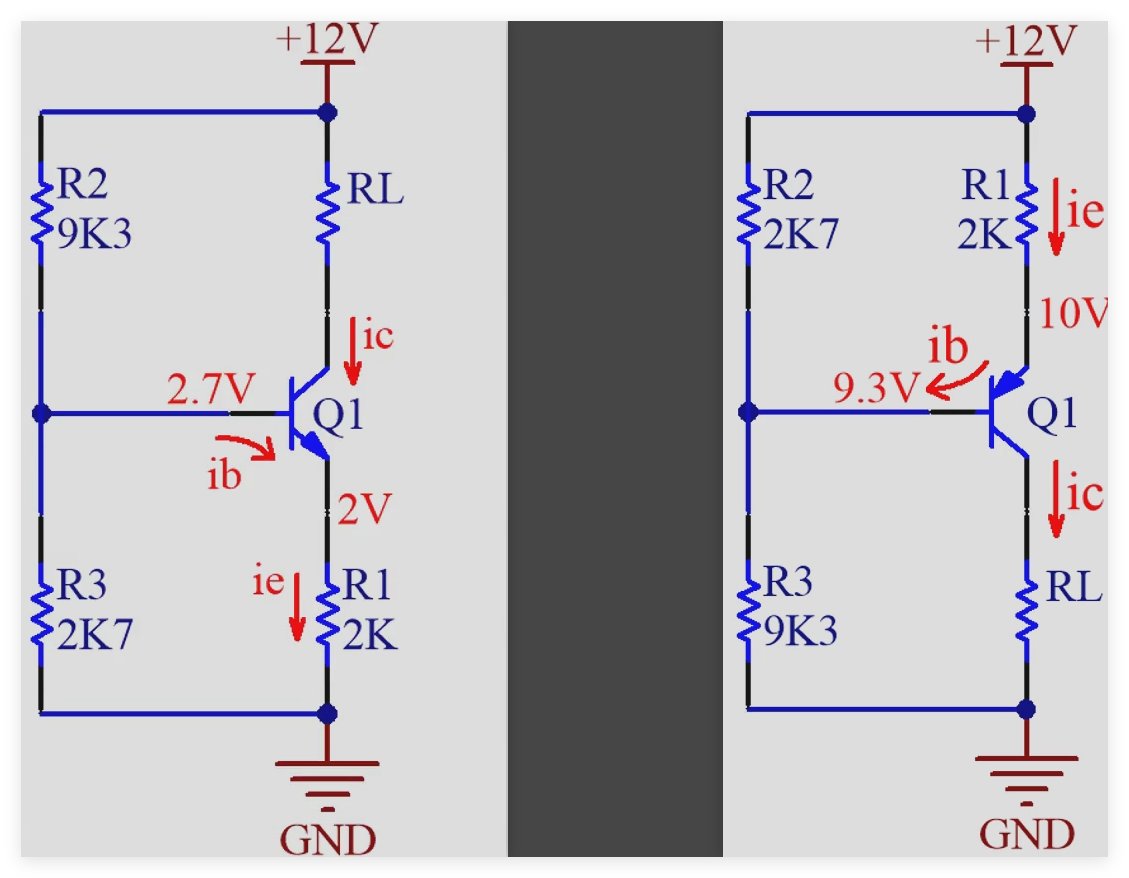 +12V
R2
9K3
RL
ic
2.7V
Q1
ib
2V
ie
R3
2K7
R1
2K
GND
+12V
R2
2K7
R1
2K
ie
10V
ib
9.3V
Q1
ic
R3
9K3
RL
GND